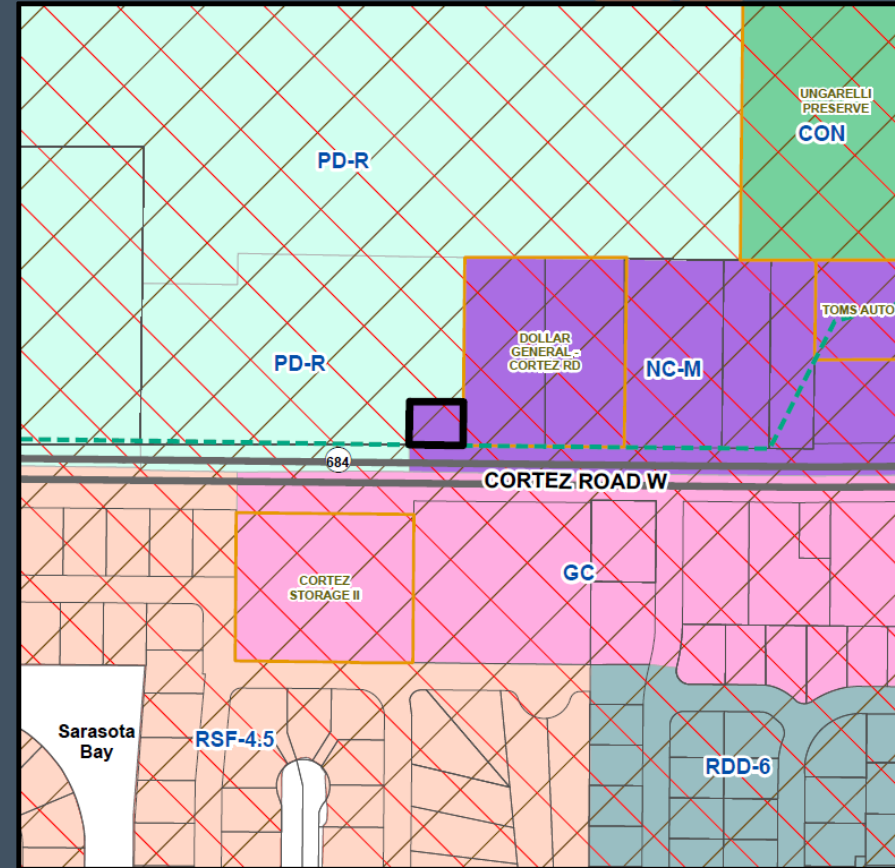 UNGARELLI
PRESERVE
CON
PD-R
TOMS AUTO
DOLLAR
GENERAL -
CORTEZ RD
PD-R
NC-M
684
CORTEZ ROAD W
GC
CORTEZ
STORAGE II
Sarasota
Bay
RSF-4.5
RDD-6